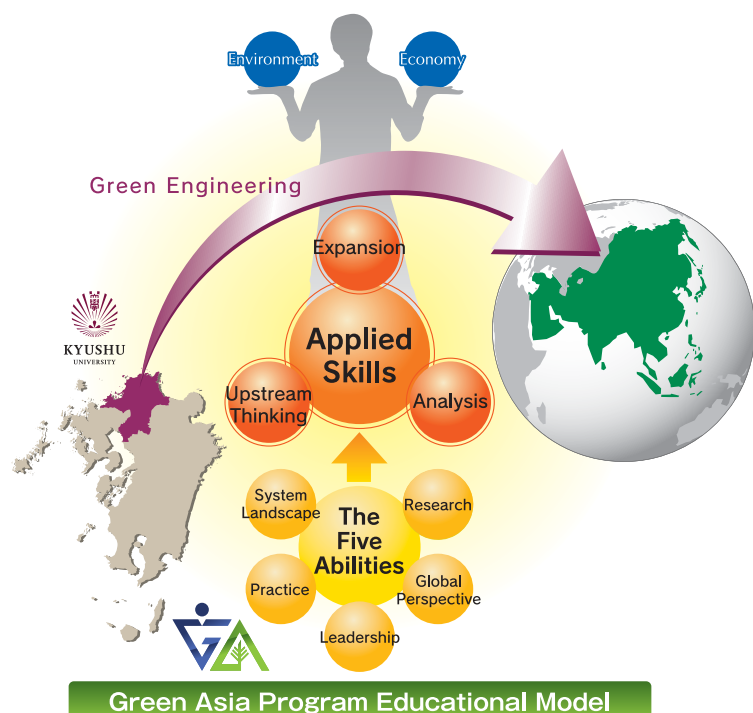 Environment
Economy
Green Engineering
Expansion
KYUSHU
UNIVERSITY
Applied
Skills
Upstream
Thinking
Analysis
System
Landscape
Research
The
Five
Abilities
Practice
Global
Perspective
Leadership
GA
Green Asia Program Educational Model